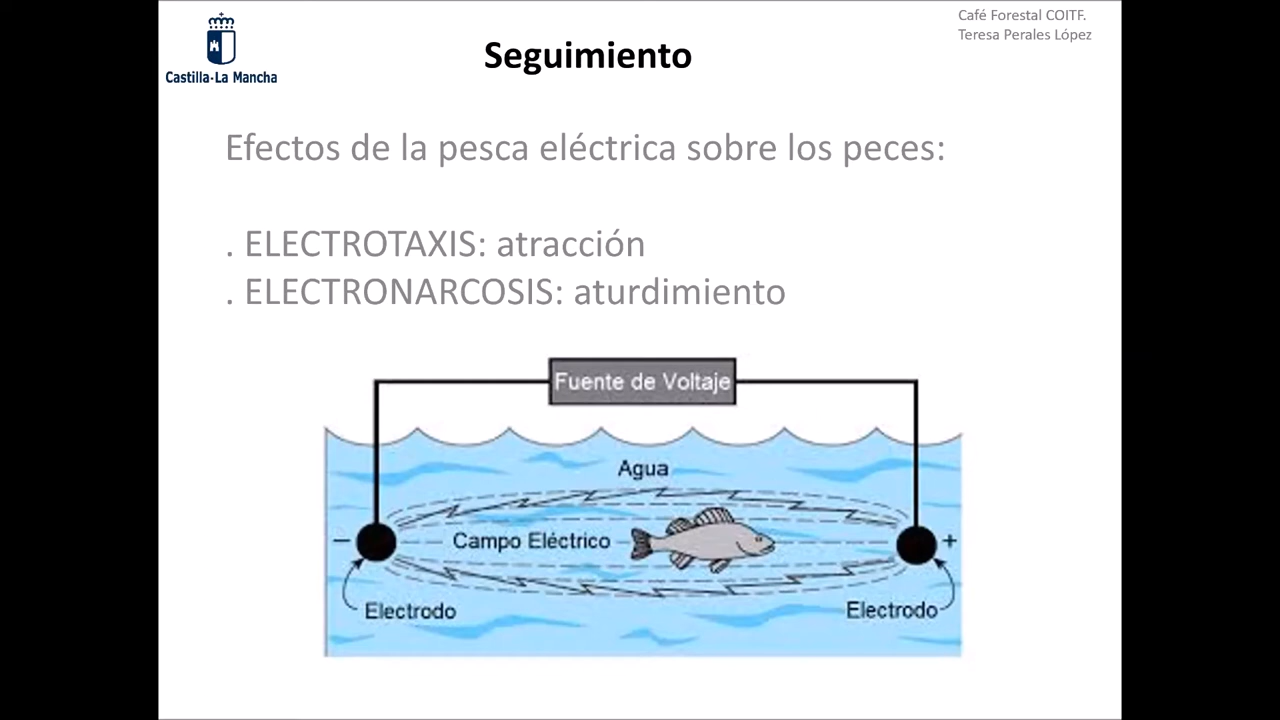 Café Forestal COITF.
Teresa Perales López
Castilla-La Mancha
Seguimiento
Efectos de la pesca eléctrica sobre los peces:
. ELECTROTAXIS: atracción
. ELECTRONARCOSIS: aturdimiento
Fuente de Voltaje
Agua
− Campo Eléctrico +
Electrodo Electrodo